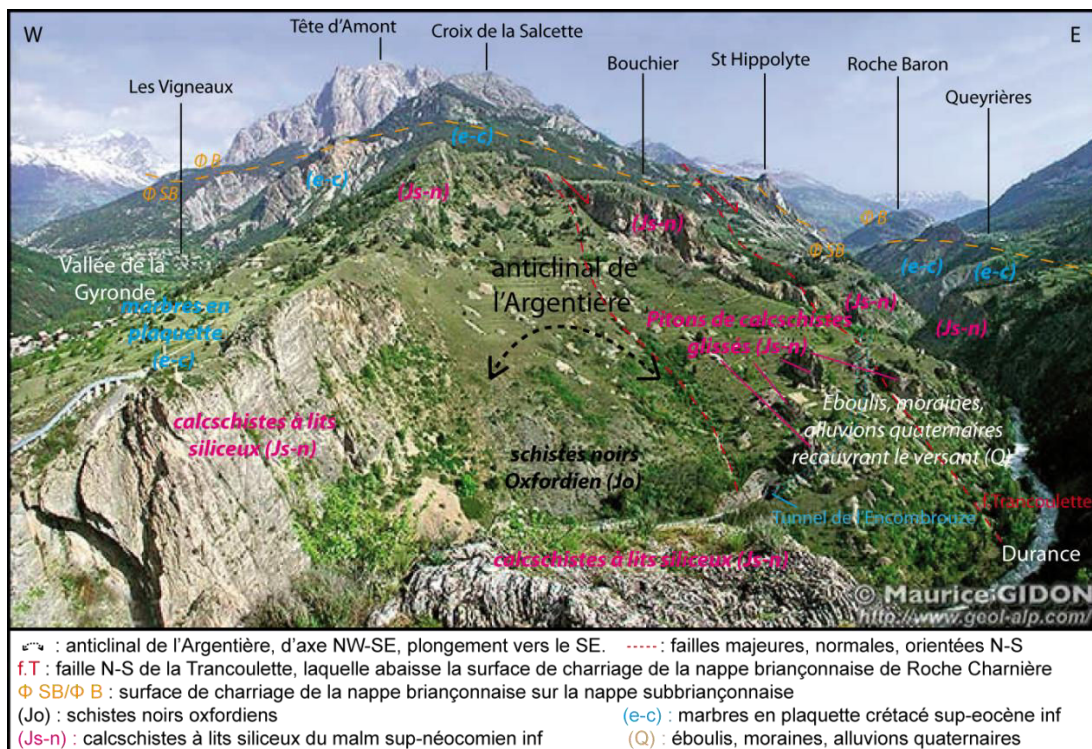 W
E
Tête d'Amont
Croix de la Salcette
Bouchier
St Hippolyte
Roche Baron
Queyrières
Les Vigneaux
Φ B
Φ SB
(e-c)
(e-c)
(Js-n)
(Js-n)
Φ B
Φ SB
(e-c)
(e-c)
Vallée de la
Gyronde
anticlinal de
l'Argentière
(Js-n)
(Js-n)
marbres en
plaquette
(e-c)
Pitons de calcschistes
glissés (Js-n)
calcschistes à lits
siliceux (Js-n)
Eboulis, moraines,
alluvions quaternaires
recouvrant le versant (Q)
schistes noirs
Oxfordien (Jo)
f.Trancoulette
Tunnel de l'Encombrouze
calcschistes à lits siliceux (Js-n)
Durance
© Maurice GIDON
http://www.geol-alp.com
: anticlinal de l'Argentière, d'axe NW-SE, plongement vers le SE. ----- : failles majeures, normales, orientées N-S
f.T : faille N-S de la Trancoulette, laquelle abaisse la surface de charriage de la nappe briançonnaise de Roche Charnière
Φ SB/Φ B : surface de charriage de la nappe briançonnaise sur la nappe subbriançonnaise
(Jo) : schistes noirs oxfordiens (e-c) : marbres en plaquette crétacé sup-eocène inf
(Js-n) : calcschistes à lits siliceux du malm sup-néocomien inf (Q) : éboulis, moraines, alluvions quaternaires